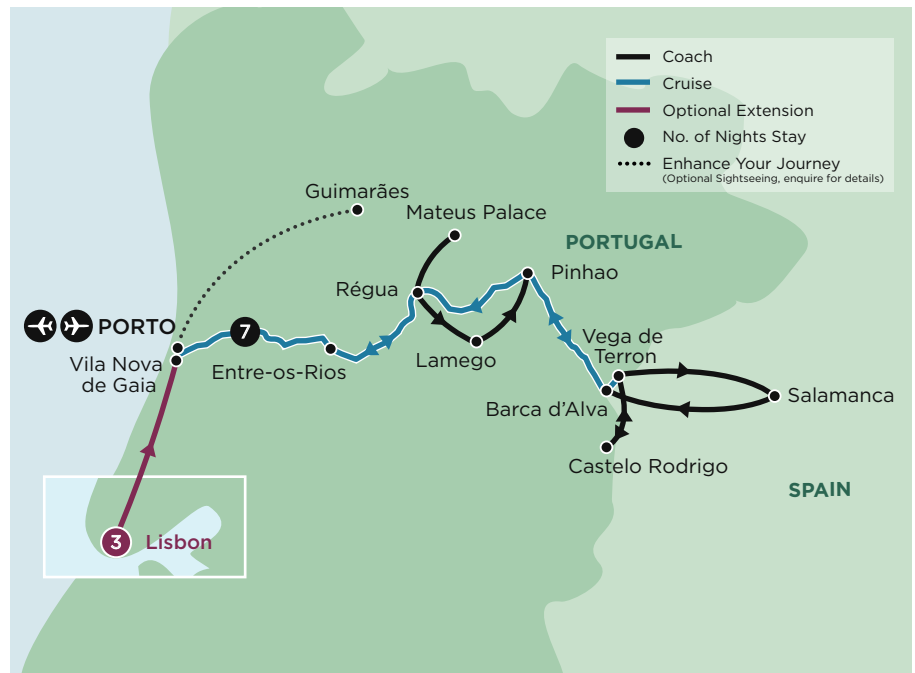 Coach
Cruise
Optional Extension
No. of Nights Stay
Enhance Your Journey
(Optional Sightseeing, enquire for details)
Guimarães
Mateus Palace
PORTUGAL
Pinhao
Régua
PORTO
7
Vila Nova
de Gaia
Entre-os-Rios
Lamego
Vega de
Terron
Barca d'Alva
Salamanca
Castelo Rodrigo
SPAIN
3
Lisbon